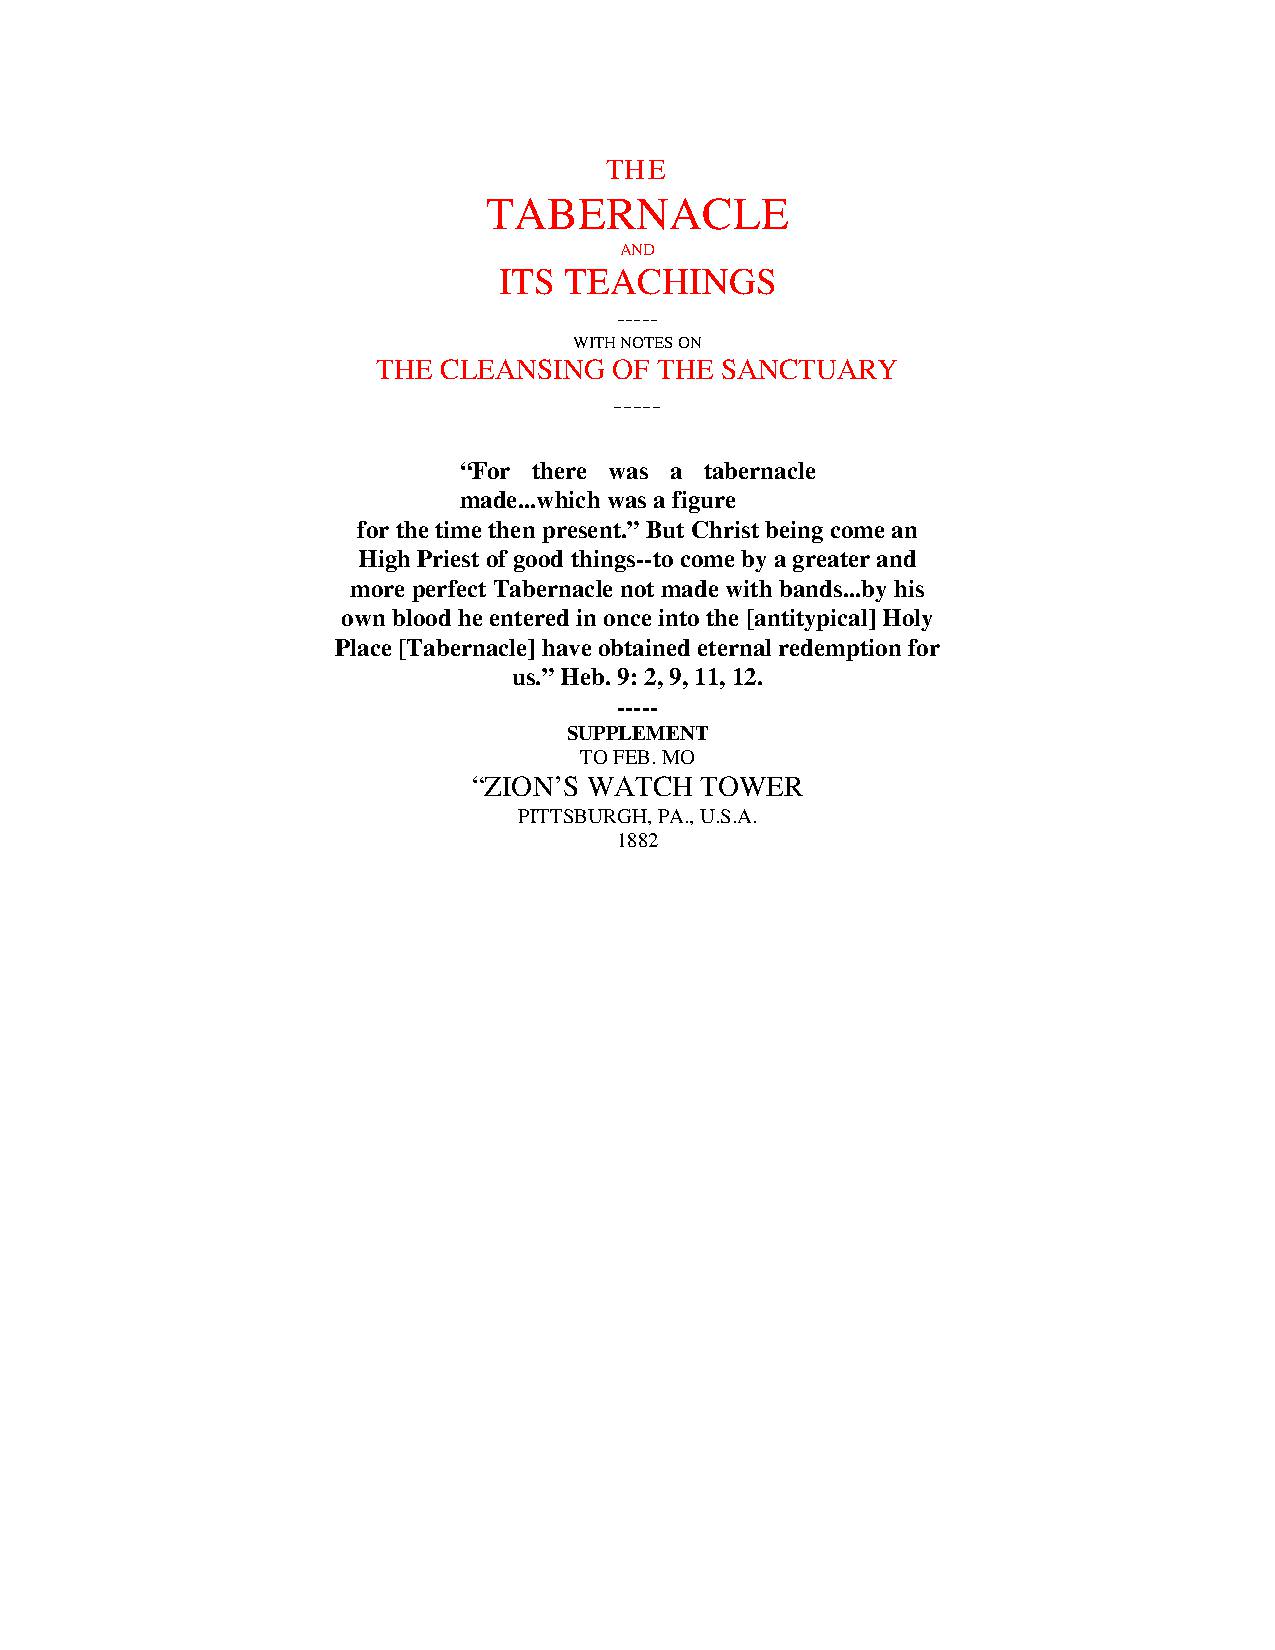 THE
TABERNACLE
AND
ITS TEACHINGS
-----
WITH NOTES ON
THE CLEANSING OF THE SANCTUARY
-----
“For there was a tabernacle
made...which was a figure
for the time then present.” But Christ being come an
High Priest of good things--to come by a greater and
more perfect Tabernacle not made with bands...by his
own blood he entered in once into the [antitypical] Holy
Place [Tabernacle] have obtained eternal redemption for
us.” Heb. 9: 2, 9, 11, 12.
-----
SUPPLEMENT
TO FEB. MO
“ZION’S WATCH TOWER
PITTSBURGH, PA., U.S.A.
1882